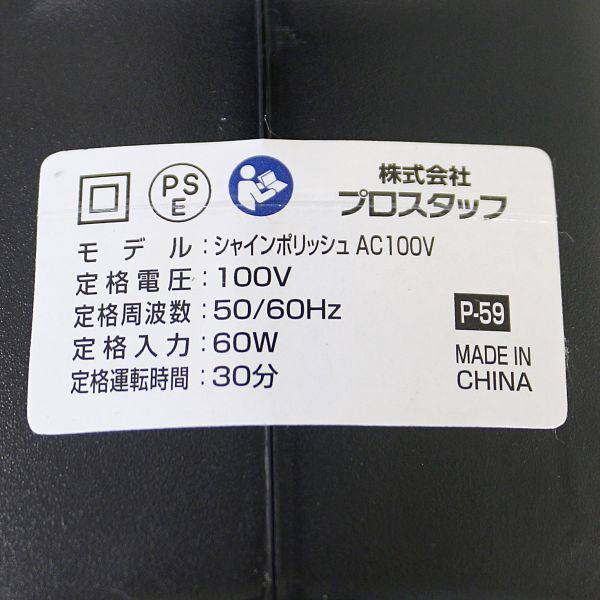 PS
E
株式会社
プロスタッフ
モデル:シャインポリッシュ AC100V
定格電圧:100V
定格周波数:50/60Hz
定格入力:60W
定格運転時間:30分
P-59
MADE IN
CHINA